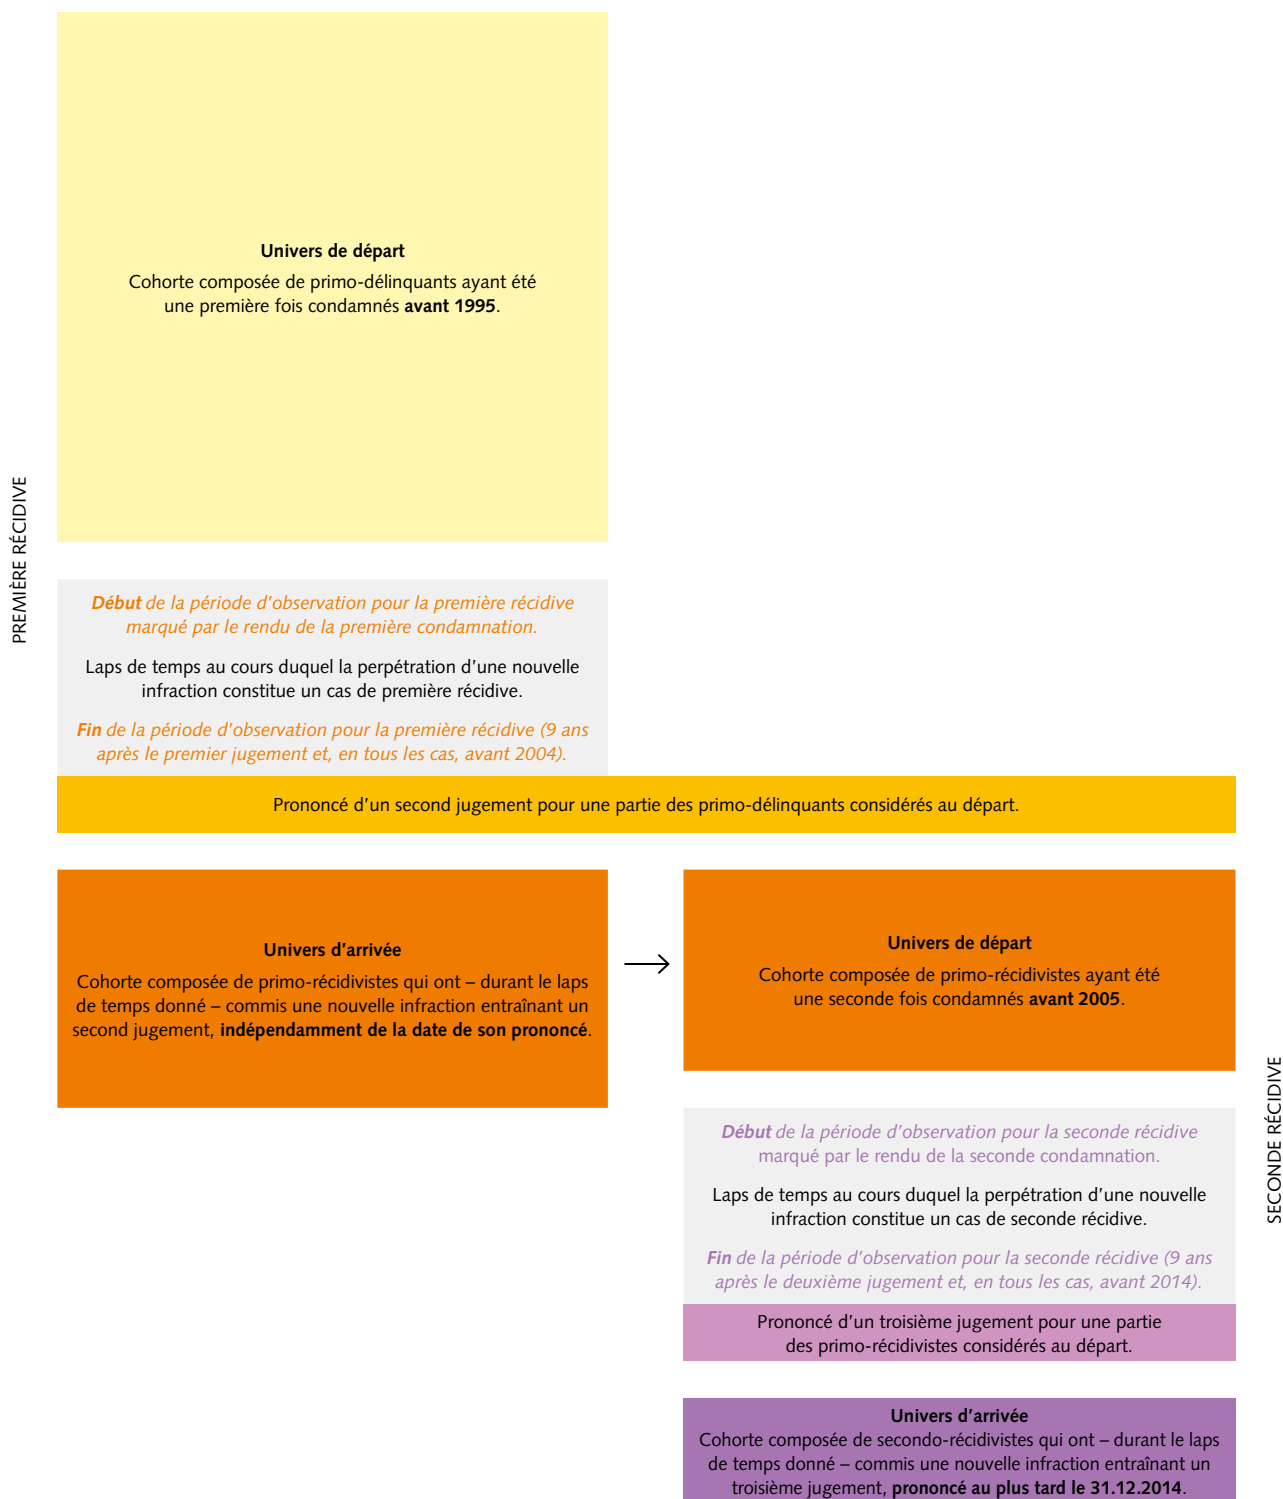 PREMIÈRE RÉCIDIVE
Univers de départ
Cohorte composée de primo-délinquants ayant été
une première fois condamnés avant 1995.
Début de la période d'observation pour la première récidive
marqué par le rendu de la première condamnation.
Laps de temps au cours duquel la perpétration d'une nouvelle
infraction constitue un cas de première récidive.
Fin de la période d'observation pour la première récidive (9 ans
après le premier jugement et, en tous les cas, avant 2004).
Prononcé d'un second jugement pour une partie des primo-délinquants considérés au départ.
Univers d'arrivée
Cohorte composée de primo-récidivistes qui ont – durant le laps
de temps donné – commis une nouvelle infraction entraînant un
second jugement, indépendamment de la date de son prononcé.
Univers de départ
Cohorte composée de primo-récidivistes ayant été
une seconde fois condamnés avant 2005.
SECONDE RÉCIDIVE
Début de la période d'observation pour la seconde récidive
marqué par le rendu de la seconde condamnation.
Laps de temps au cours duquel la perpétration d'une nouvelle
infraction constitue un cas de seconde récidive.
Fin de la période d'observation pour la seconde récidive (9 ans
après le deuxième jugement et, en tous les cas, avant 2014).
Prononcé d'un troisième jugement pour une partie
des primo-récidivistes considérés au départ.
Univers d'arrivée
Cohorte composée de secondo-récidivistes qui ont – durant le laps
de temps donné – commis une nouvelle infraction entraînant un
troisième jugement, prononcé au plus tard le 31.12.2014.